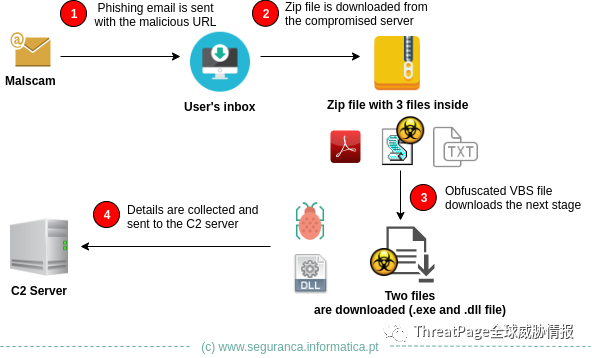 1
Phishing email is sent
with the malicious URL
2
Zip file is downloaded from
the compromised server
@
Malscam
User's inbox
Zip file with 3 files inside
TXT
3
Obfuscated VBS file
downloads the next stage
4
Details are collected and
sent to the C2 server
DLL
C2 Server
Two files
are downloaded (.exe and .dll file)
ThreatPage全球威胁情报
(c) www.seguranca.informatica.pt